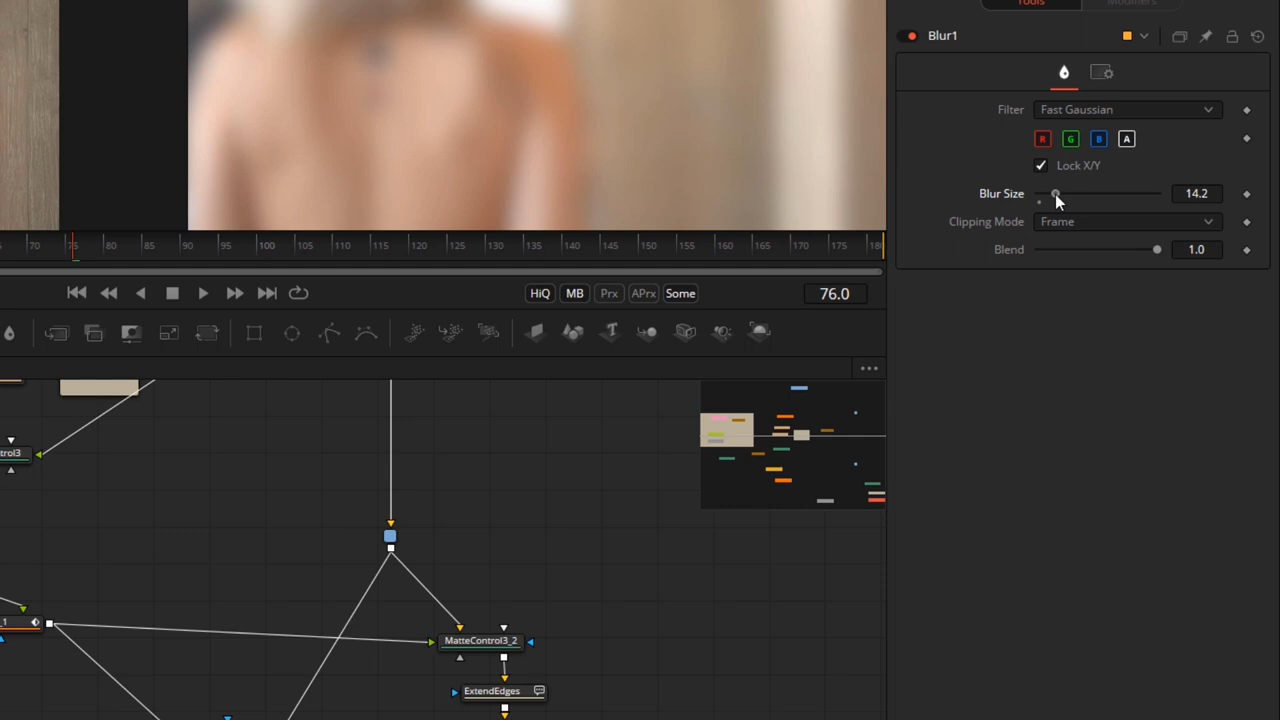 Tools Modifiers
Blur1
Filter Fast Gaussian
R G B A
Lock X/Y
Blur Size 14.2
Clipping Mode Frame
Blend 1.0
70 75 80 85 90 95 100 105 110 115 120 125 130 135 140 145 150 155 160 165 170 175
HiQ MB Prx APrx Some 76.0
trol3
_1
MatteControl3_2
ExtendEdges